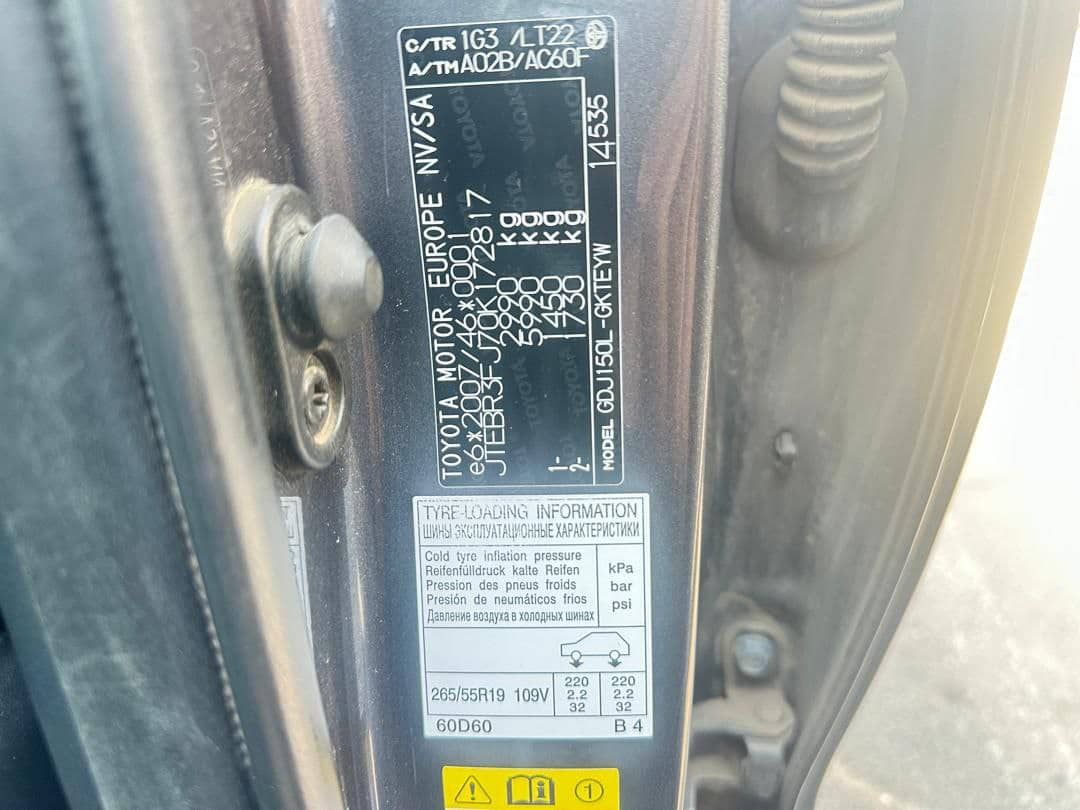 C/TR 1G3 /LT22
A/TM A02B/AC60F
TOYOTA MOTOR EUROPE NV/SA
e6*2007/46*0001
JTEBR3FJ70K172817
2990 kg
5990 kg
1- 1450 kg
2- 1730 kg
14535
MODEL GDJ150L-GKTEYW
TYRE-LOADING INFORMATION
ШИНЫ ЭКСПЛУАТАЦИОННЫЕ ХАРАКТЕРИСТИКИ
Cold tyre inflation pressure
Reifenfülldruck kalte Reifen
Pression des pneus froids
Presión de neumáticos frios
Давление воздуха в холодных шинах
kPa
bar
psi
265/55R19 109V
220 220
2.2 2.2
32 32
60D60 B 4
1